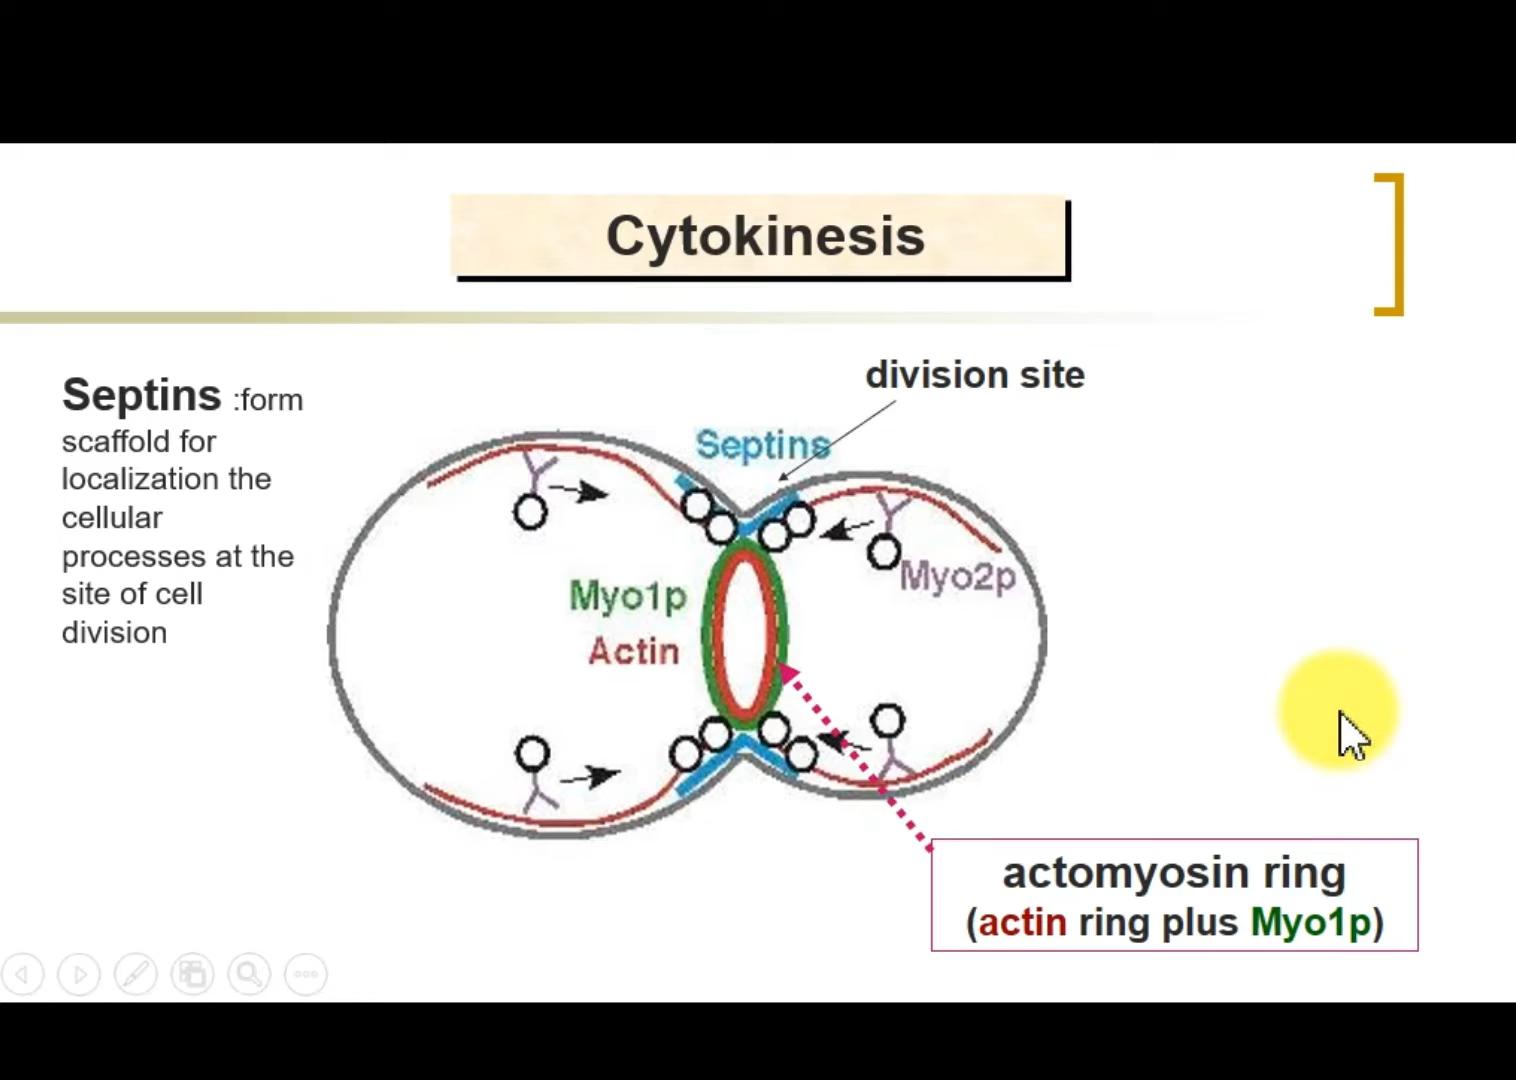 Cytokinesis
Septins :form
scaffold for
localization the
cellular
processes at the
site of cell
division
division site
Septins
Myo2p
Myo1p
Actin
actomyosin ring
(actin ring plus Myo1p)